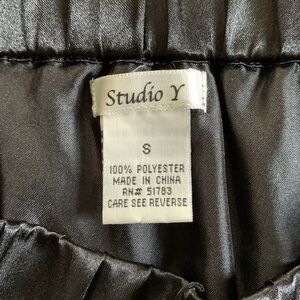 Studio Y
S
100% POLYESTER
MADE IN CHINA
RN# 51783
CARE SEE REVERSE